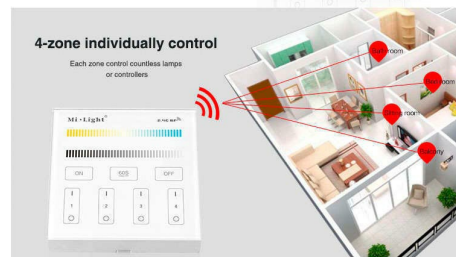 4-zone individually control
Each zone control countless lamps
or controllers
Mi•Light®
ON
OFF
1
2
3
4
Balcony